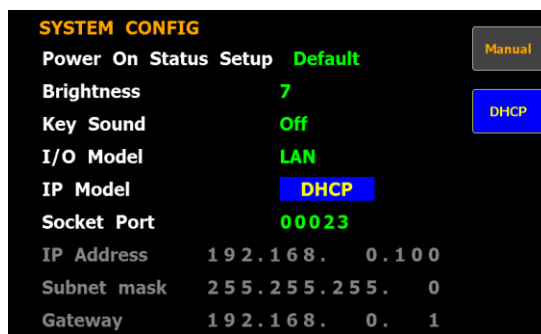 SYSTEM CONFIG
Power On Status Setup Default
Brightness 7
Key Sound Off
I/O Model LAN
IP Model DHCP
Socket Port 00023
IP Address 192.168. 0.100
Subnet mask 255.255.255. 0
Gateway 192.168. 0. 1
Manual
DHCP